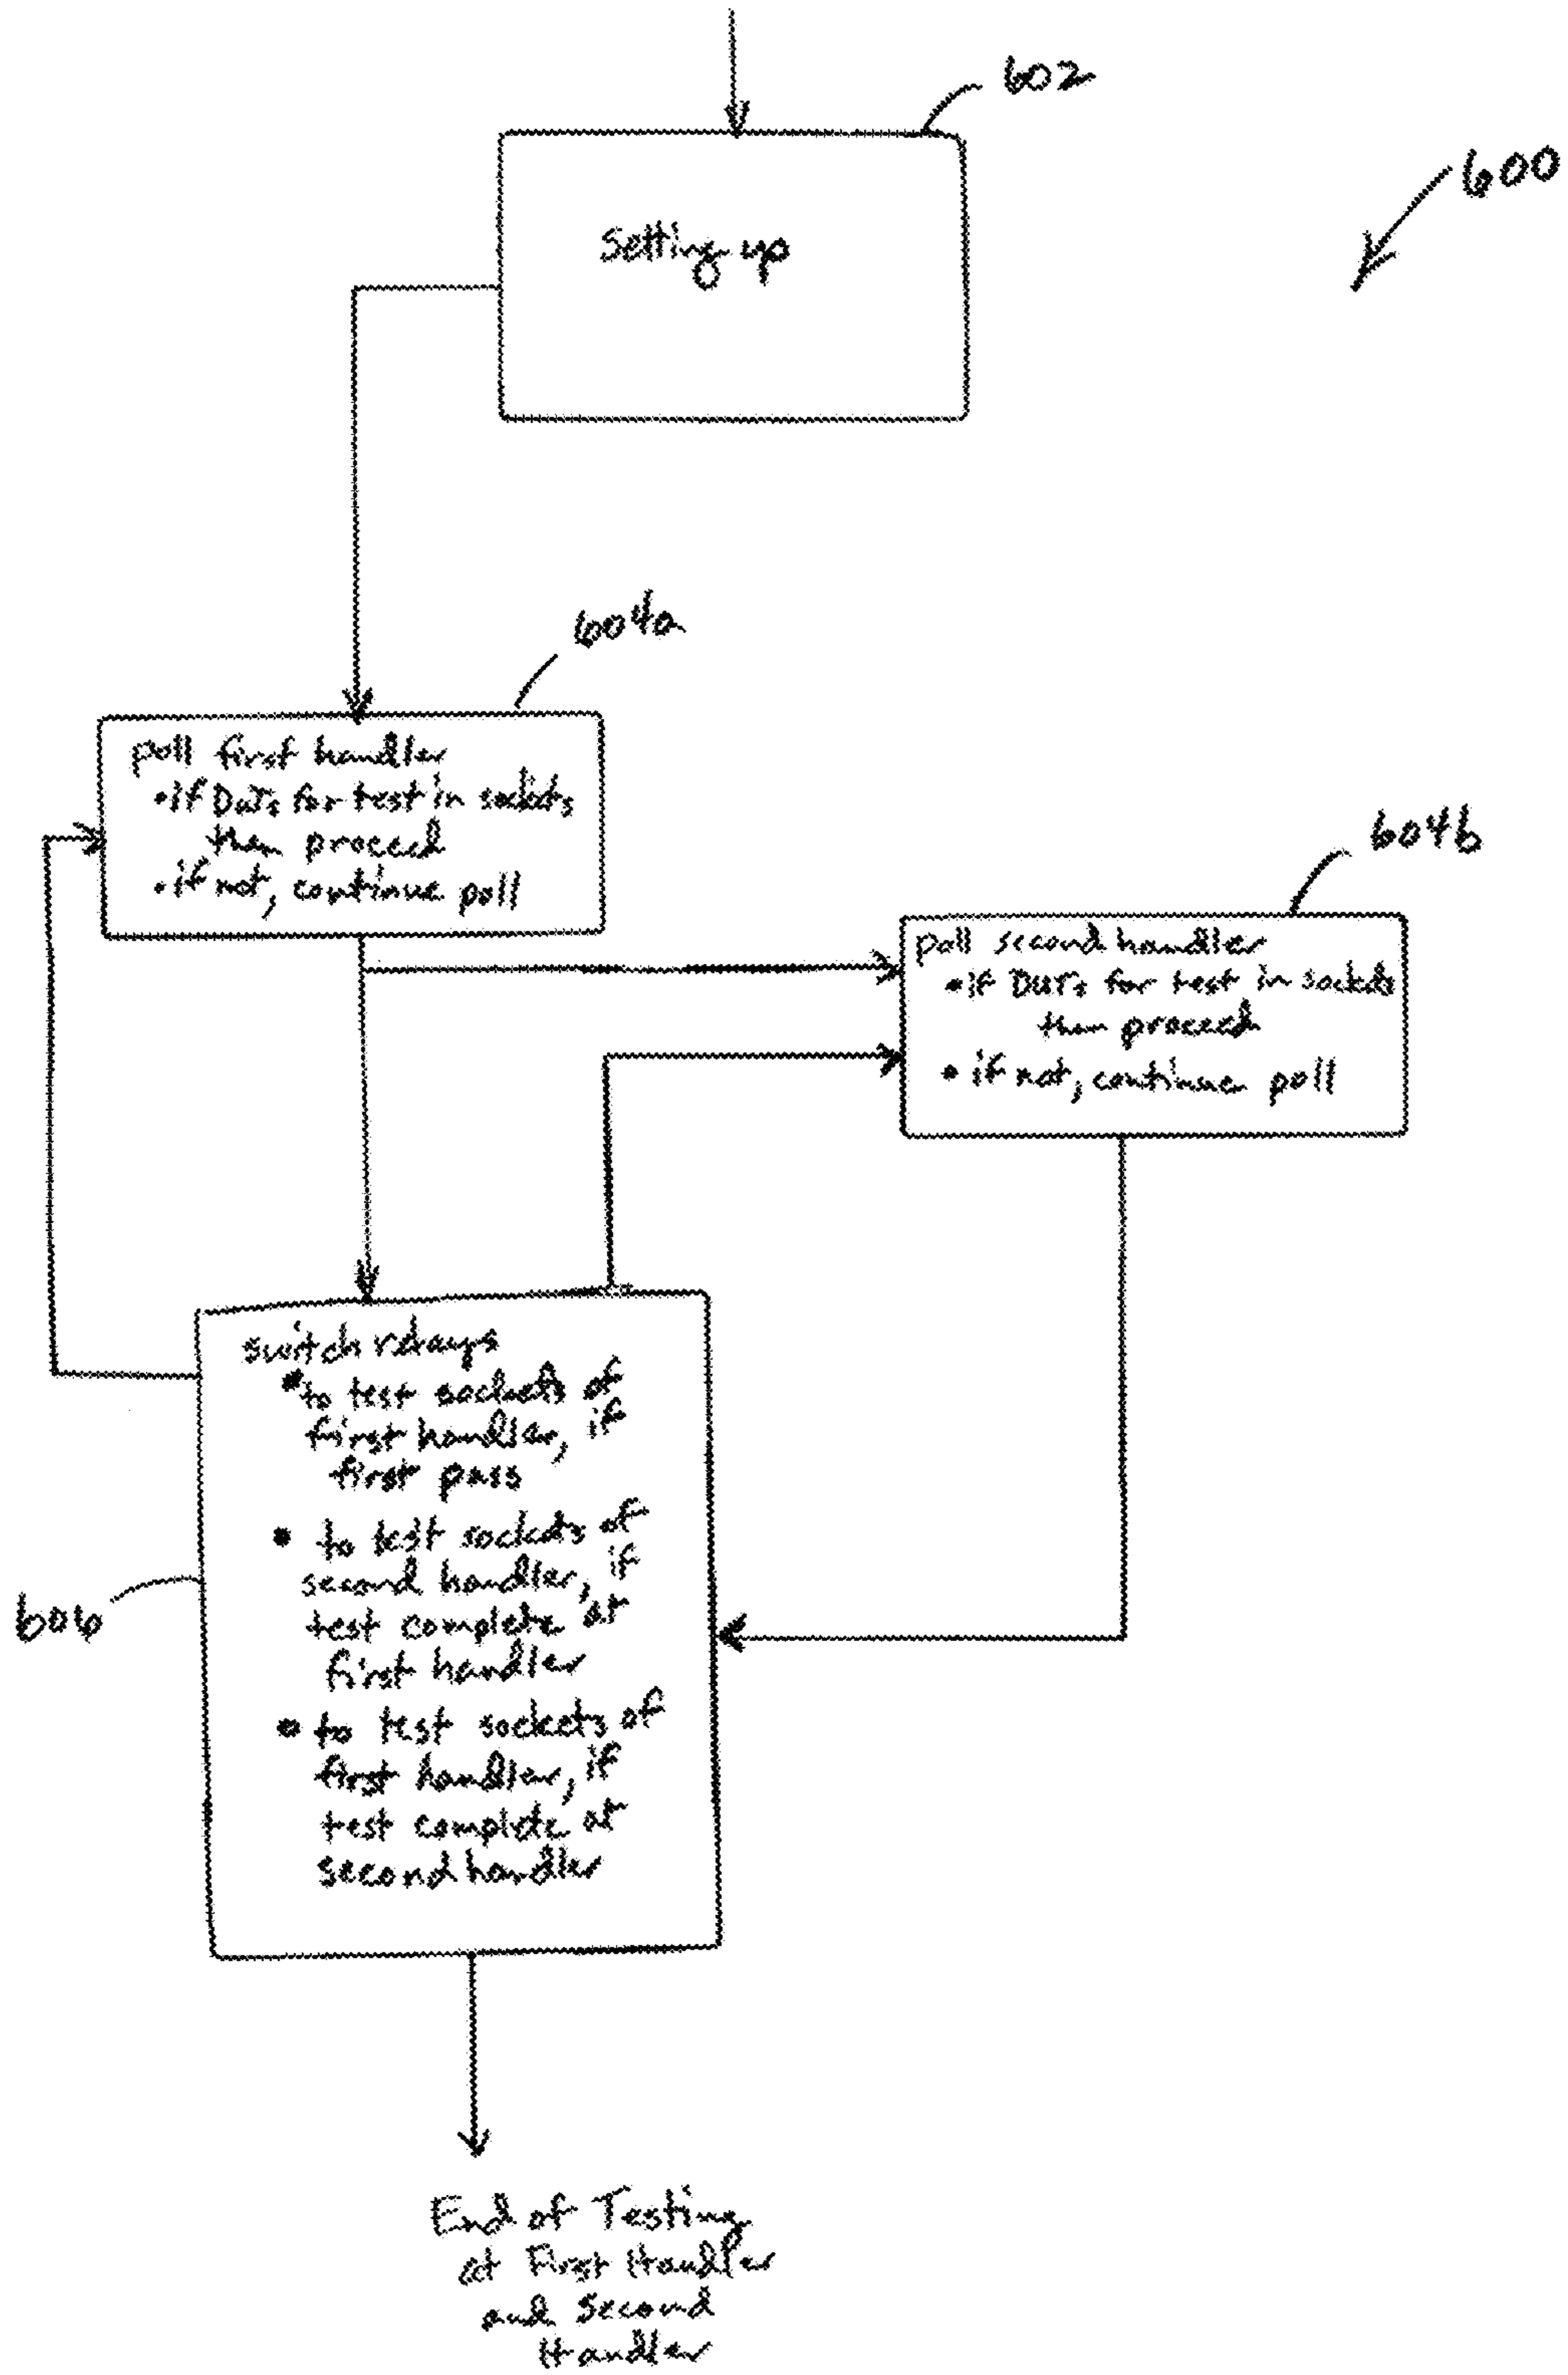 602
600
Setting up
604a
poll first handler
•if DUTs for test in sockets
then proceed
•if not, continue poll
604b
poll second handler
•if DUTs for test in sockets
then proceed
• if not, continue poll
switch relays
•to test sockets of
first handler, if
first pass
• to test sockets of
second handler, if
test complete at
first handler
• to test sockets of
first handler, if
test complete at
second handler
606
End of Testing
at First Handler
and Second
Handler